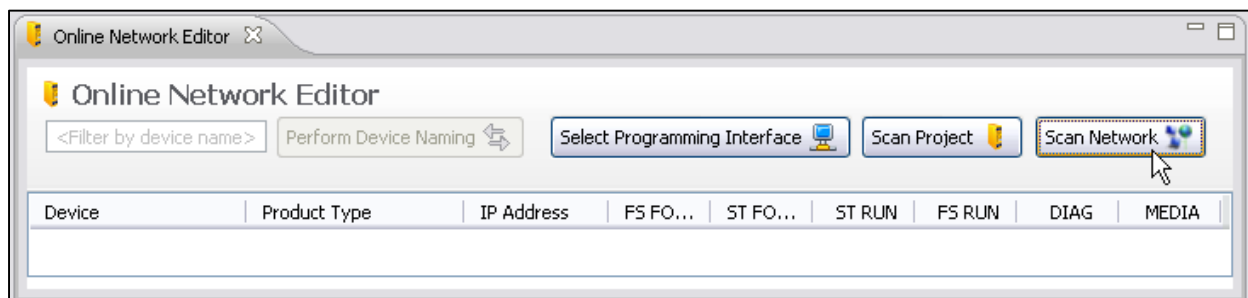 Online Network Editor
Online Network Editor
<Filter by device name> Perform Device Naming Select Programming Interface Scan Project Scan Network
Device Product Type IP Address FS FO... ST FO... ST RUN FS RUN DIAG MEDIA